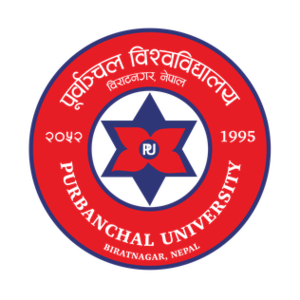 पूर्वाञ्चल विश्वविद्यालय
विराटनगर, नेपाल
२०५२
1995
PU
PURBANCHAL UNIVERSITY
BIRATNAGAR, NEPAL